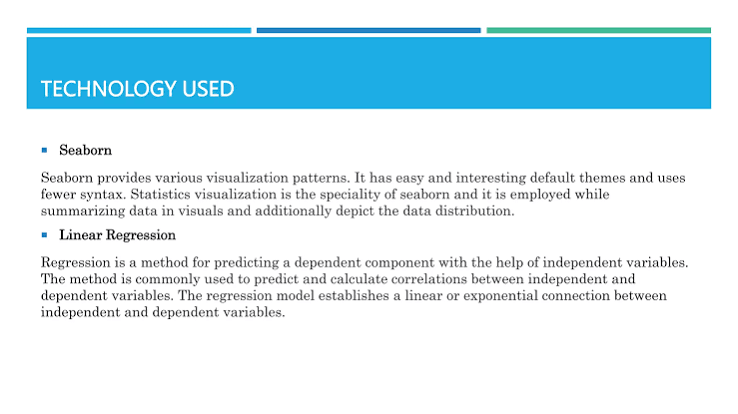 TECHNOLOGY USED
Seaborn
Seaborn provides various visualization patterns. It has easy and interesting default themes and uses
fewer syntax. Statistics visualization is the speciality of seaborn and it is employed while
summarizing data in visuals and additionally depict the data distribution.
Linear Regression
Regression is a method for predicting a dependent component with the help of independent variables.
The method is commonly used to predict and calculate correlations between independent and
dependent variables. The regression model establishes a linear or exponential connection between
independent and dependent variables.